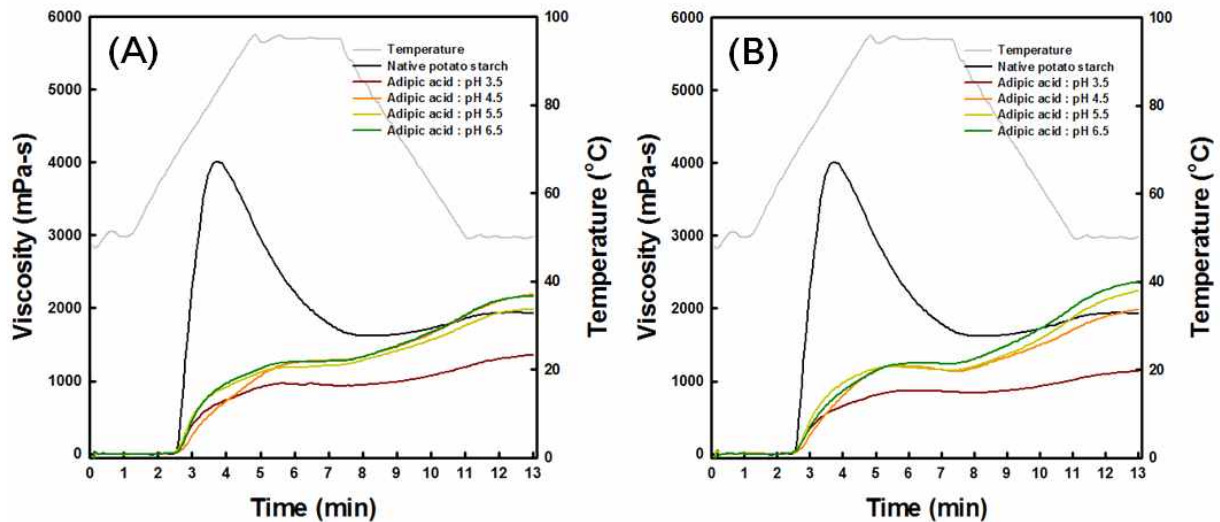 (A)
Viscosity (mPa-s)
6000
5000
4000
3000
2000
1000
0
Temperature
Native potato starch
Adipic acid : pH 3.5
Adipic acid : pH 4.5
Adipic acid : pH 5.5
Adipic acid : pH 6.5
100
80
60
40
20
0
Temperature (°C)
0 1 2 3 4 5 6 7 8 9 10 11 12 13
Time (min)
(B)
Viscosity (mPa-s)
6000
5000
4000
3000
2000
1000
0
Temperature
Native potato starch
Adipic acid : pH 3.5
Adipic acid : pH 4.5
Adipic acid : pH 5.5
Adipic acid : pH 6.5
100
80
60
40
20
0
Temperature (°C)
0 1 2 3 4 5 6 7 8 9 10 11 12 13
Time (min)